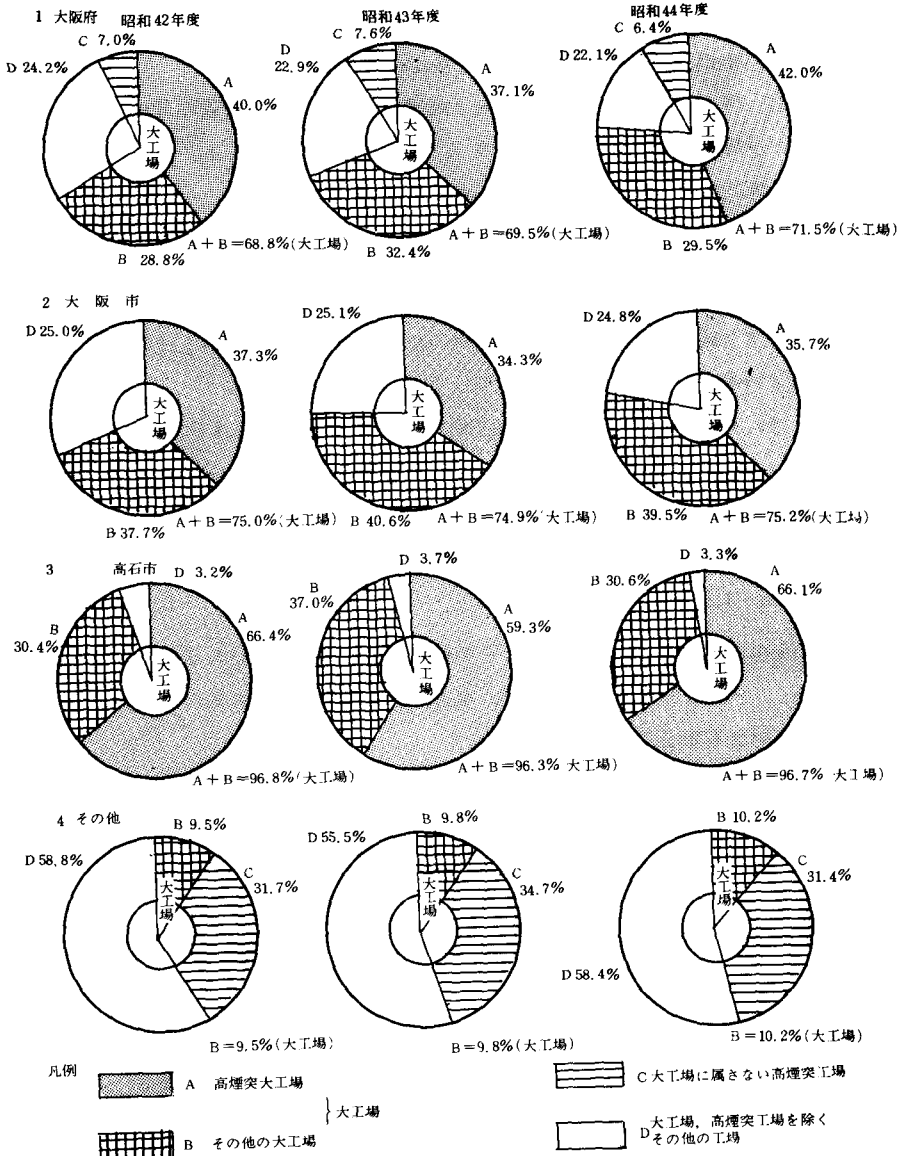 1 大阪府 昭和42年度 昭和43年度 昭和44年度
C 7.0%
D 24.2%
A
40.0%
大工場
B 28.8%
A+B=68.8%(大工場)
C 7.6%
D
22.9%
A
37.1%
大工場
B 32.4%
A+B=69.5%(大工場)
C 6.4%
D 22.1%
A
42.0%
大工場
B 29.5%
A+B=71.5%(大工場)
2 大阪市
D 25.0%
A
37.3%
大工場
B 37.7%
A+B=75.0%(大工場)
D 25.1%
A
34.3%
大工場
B 40.6%
A+B=74.9%(大工場)
D 24.8%
A
35.7%
大工場
B 39.5%
A+B=75.2%(大工場)
3 高石市
D 3.2%
B
30.4%
A
66.4%
大工場
A+B=96.8%(大工場)
D 3.7%
B
37.0%
A
59.3%
大工場
A+B=96.3% 大工場)
D 3.3%
B 30.6%
A
66.1%
大工場
A+B=96.7% 大工場)
4 その他
B 9.5%
D 58.8%
C
31.7%
大工場
B=9.5%(大工場)
B 9.8%
D 55.5%
C
34.7%
大工場
B=9.8%(大工場)
B 10.2%
C
31.4%
大工場
D 58.4%
B=10.2%(大工場)
凡例
A 高煙突大工場
B その他の大工場
}大工場
C 大工場に属さない高煙突工場
D 大工場,高煙突工場を除く
その他の工場